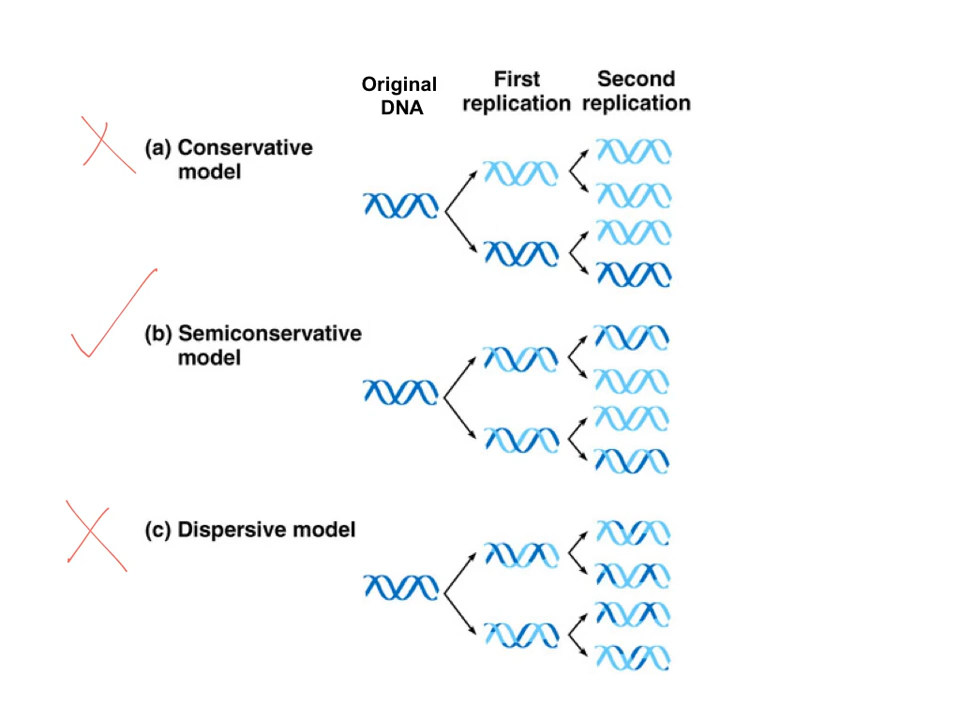 Original
DNA
First
replication
Second
replication
(a) Conservative
model
(b) Semiconservative
model
(c) Dispersive model